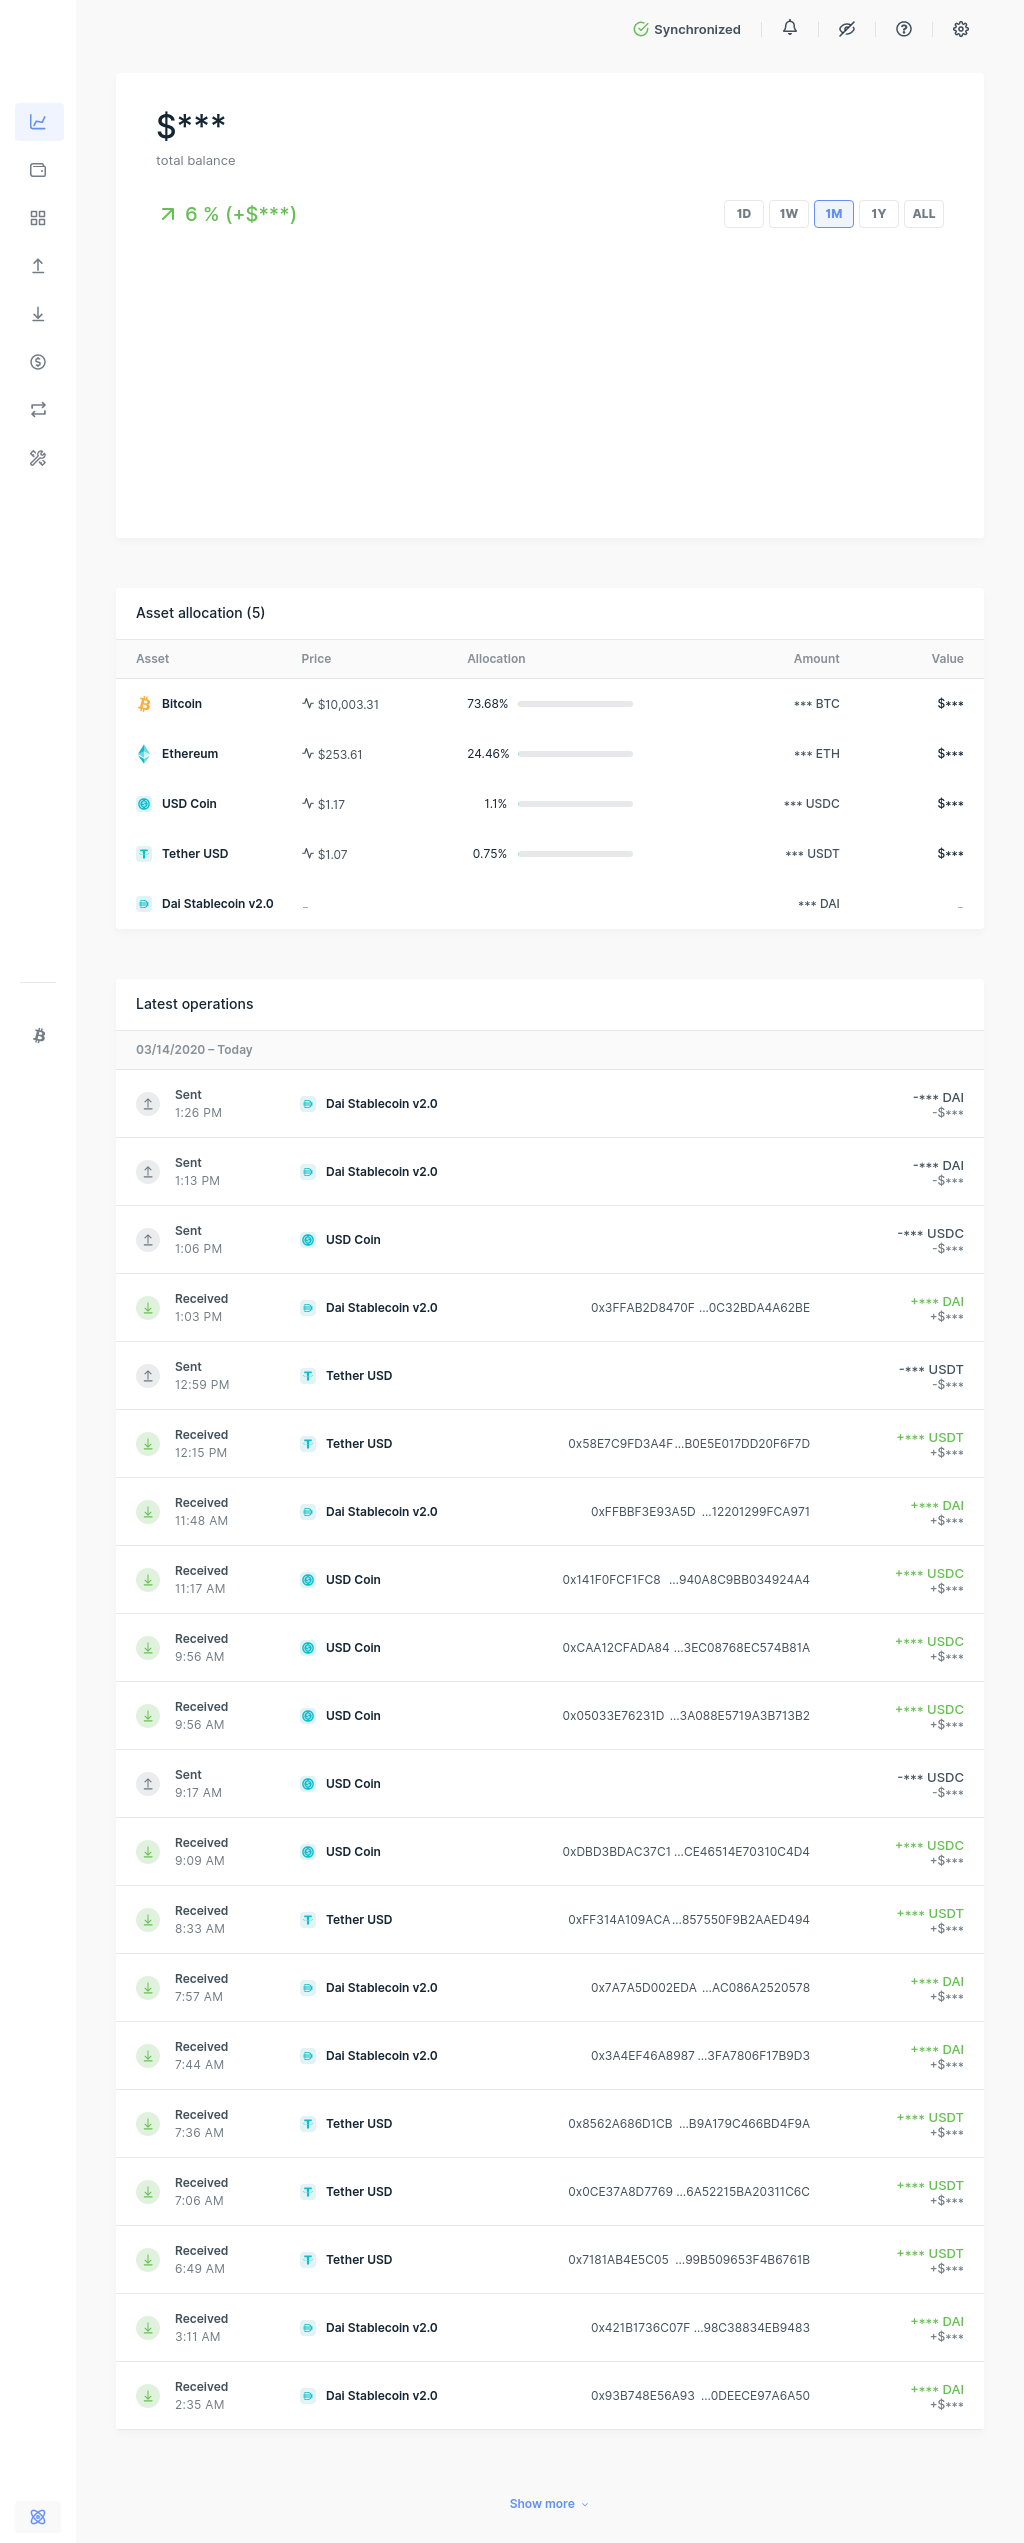 Synchronized
$***
total balance
6 % (+$***)
1D 1W 1M 1Y ALL
Asset allocation (5)
Asset Price Allocation Amount Value
Bitcoin $10,003.31 73.68% *** BTC $***
Ethereum $253.61 24.46% *** ETH $***
USD Coin $1.17 1.1% *** USDC $***
Tether USD $1.07 0.75% *** USDT $***
Dai Stablecoin v2.0 – *** DAI –
Latest operations
03/14/2020 – Today
Sent
1:26 PM
Dai Stablecoin v2.0
-*** DAI
-$***
Sent
1:13 PM
Dai Stablecoin v2.0
-*** DAI
-$***
Sent
1:06 PM
USD Coin
-*** USDC
-$***
Received
1:03 PM
Dai Stablecoin v2.0
0x3FFAB2D8470F ...0C32BDA4A62BE
+*** DAI
+$***
Sent
12:59 PM
Tether USD
-*** USDT
-$***
Received
12:15 PM
Tether USD
0x58E7C9FD3A4F...B0E5E017DD20F6F7D
+*** USDT
+$***
Received
11:48 AM
Dai Stablecoin v2.0
0xFFBBF3E93A5D ...12201299FCA971
+*** DAI
+$***
Received
11:17 AM
USD Coin
0x141F0FCF1FC8 ...940A8C9BB034924A4
+*** USDC
+$***
Received
9:56 AM
USD Coin
0xCAA12CFADA84 ...3EC08768EC574B81A
+*** USDC
+$***
Received
9:56 AM
USD Coin
0x05033E76231D ...3A088E5719A3B713B2
+*** USDC
+$***
Sent
9:17 AM
USD Coin
-*** USDC
-$***
Received
9:09 AM
USD Coin
0xDBD3BDAC37C1 ...CE46514E70310C4D4
+*** USDC
+$***
Received
8:33 AM
Tether USD
0xFF314A109ACA...857550F9B2AAED494
+*** USDT
+$***
Received
7:57 AM
Dai Stablecoin v2.0
0x7A7A5D002EDA ...AC086A2520578
+*** DAI
+$***
Received
7:44 AM
Dai Stablecoin v2.0
0x3A4EF46A8987 ...3FA7806F17B9D3
+*** DAI
+$***
Received
7:36 AM
Tether USD
0x8562A686D1CB ...B9A179C466BD4F9A
+*** USDT
+$***
Received
7:06 AM
Tether USD
0x0CE37A8D7769 ...6A52215BA20311C6C
+*** USDT
+$***
Received
6:49 AM
Tether USD
0x7181AB4E5C05 ...99B509653F4B6761B
+*** USDT
+$***
Received
3:11 AM
Dai Stablecoin v2.0
0x421B1736C07F ...98C38834EB9483
+*** DAI
+$***
Received
2:35 AM
Dai Stablecoin v2.0
0x93B748E56A93 ...0DEECE97A6A50
+*** DAI
+$***
Show more